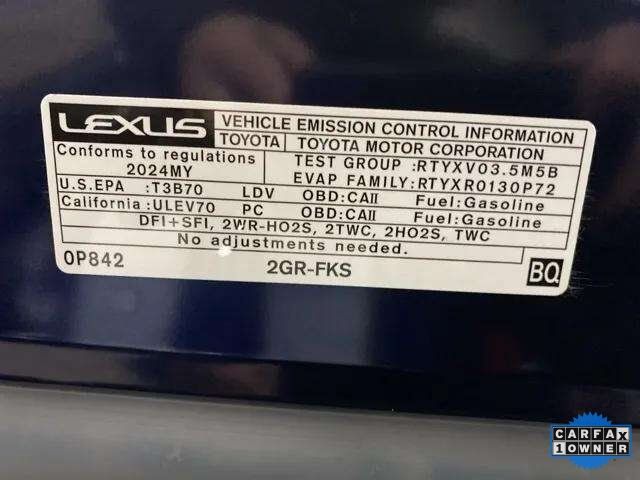 LEXUS VEHICLE EMISSION CONTROL INFORMATION
TOYOTA TOYOTA MOTOR CORPORATION
Conforms to regulations TEST GROUP :RTYXV03.5M5B
2024MY EVAP FAMILY:RTYXR0130P72
U.S.EPA :T3B70 LDV OBD:CAII Fuel:Gasoline
California :ULEV70 PC OBD:CAII Fuel:Gasoline
DFI+SFI, 2WR-HO2S, 2TWC, 2HO2S, TWC
No adjustments needed.
0P842 2GR-FKS BQ
CARFAX
1 OWNER